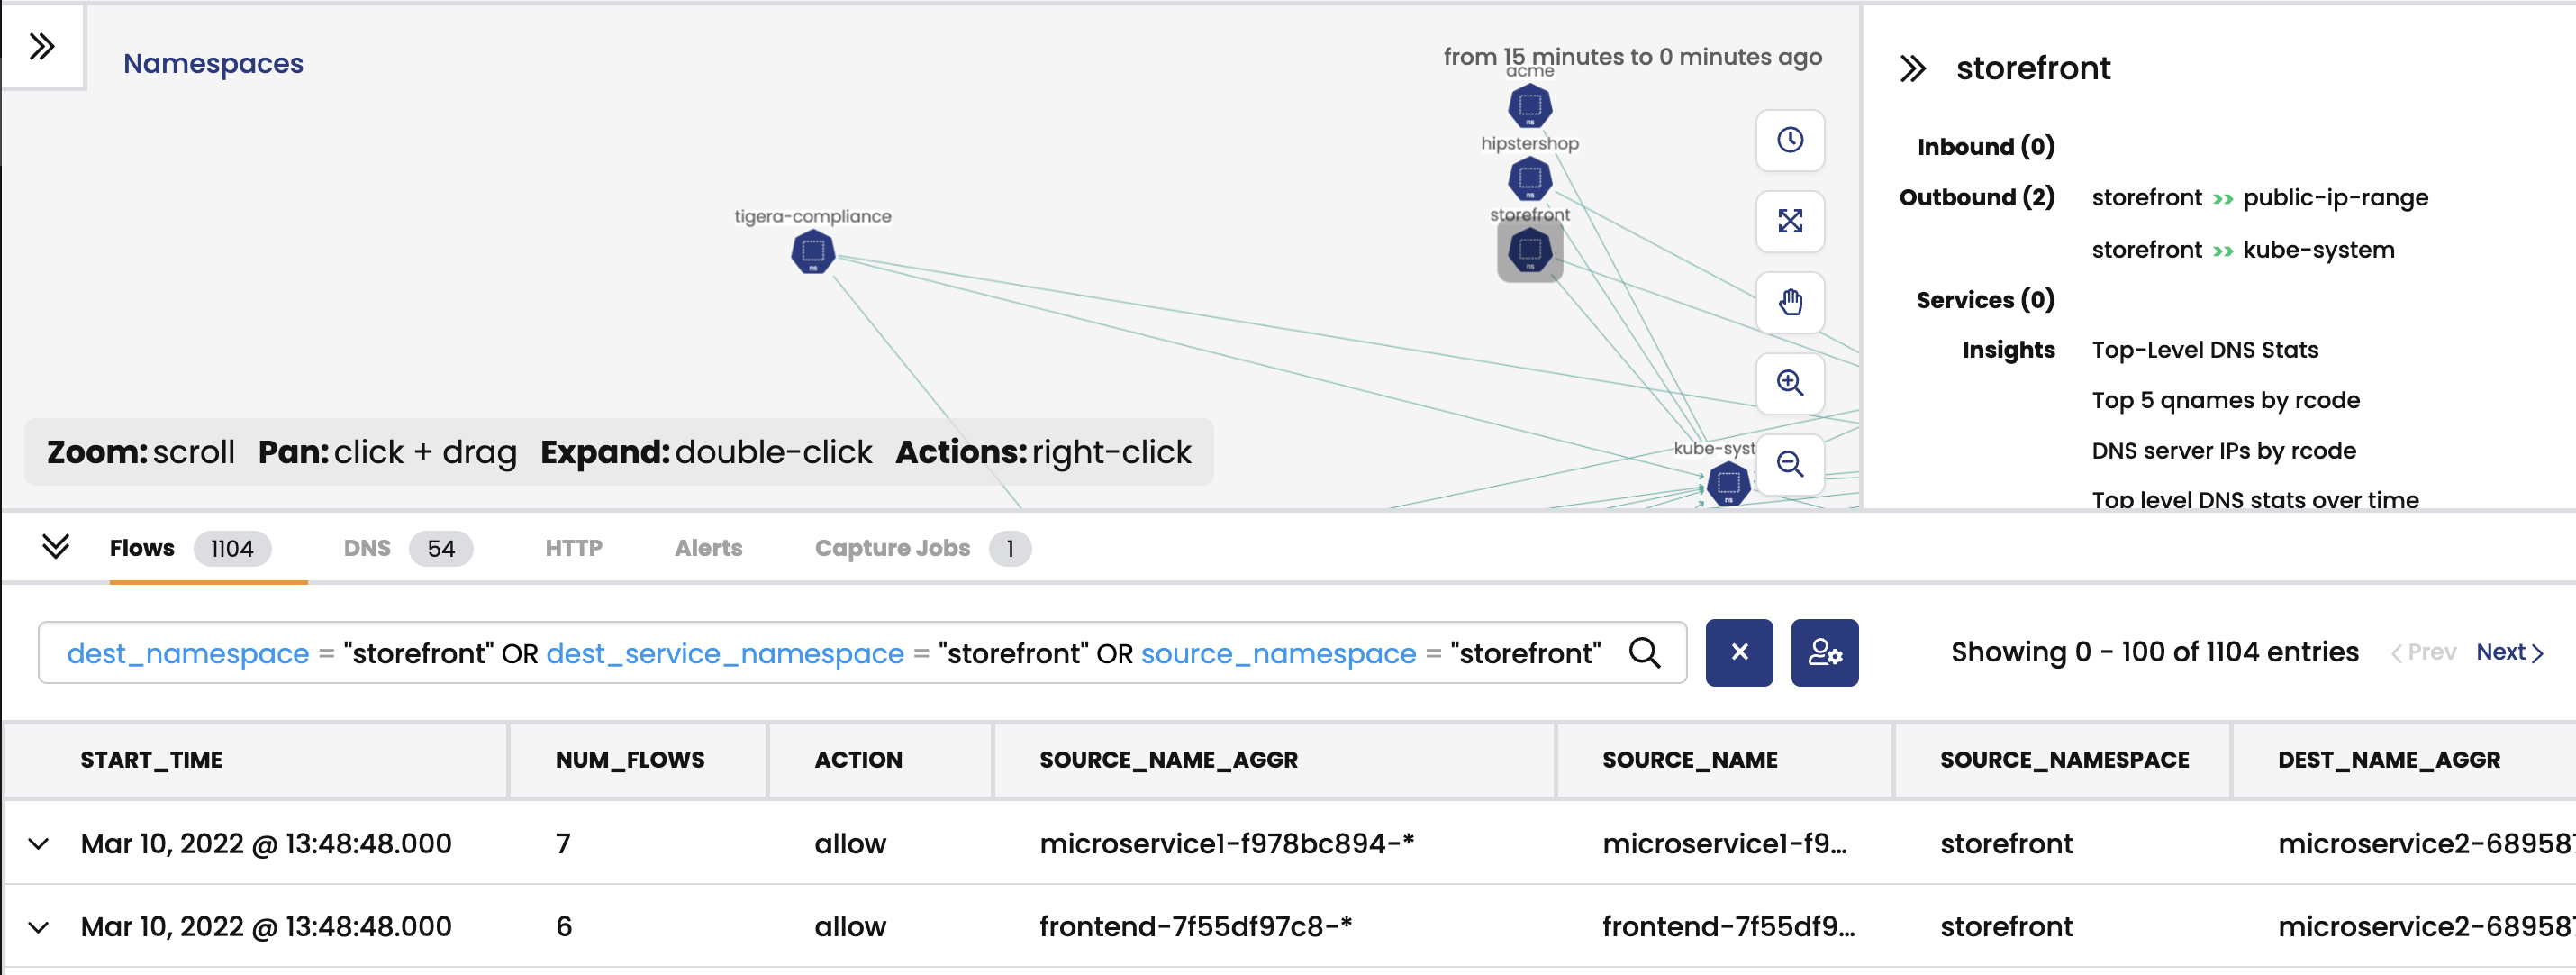 Namespaces
from 15 minutes to 0 minutes ago
acme
ns
hipstershop
ns
storefront
ns
tigera-compliance
ns
kube-syst
ns
Zoom: scroll Pan: click + drag Expand: double-click Actions: right-click
storefront
Inbound (0)
Outbound (2) storefront >> public-ip-range
storefront >> kube-system
Services (0)
Insights Top-Level DNS Stats
Top 5 qnames by rcode
DNS server IPs by rcode
Top level DNS stats over time
Flows 1104 DNS 54 HTTP Alerts Capture Jobs 1
dest_namespace = "storefront" OR dest_service_namespace = "storefront" OR source_namespace = "storefront"
Showing 0 - 100 of 1104 entries < Prev Next >
START_TIME NUM_FLOWS ACTION SOURCE_NAME_AGGR SOURCE_NAME SOURCE_NAMESPACE DEST_NAME_AGGR
Mar 10, 2022 @ 13:48:48.000 7 allow microservice1-f978bc894-* microservice1-f9... storefront microservice2-68958
Mar 10, 2022 @ 13:48:48.000 6 allow frontend-7f55df97c8-* frontend-7f55df9... storefront microservice2-68958